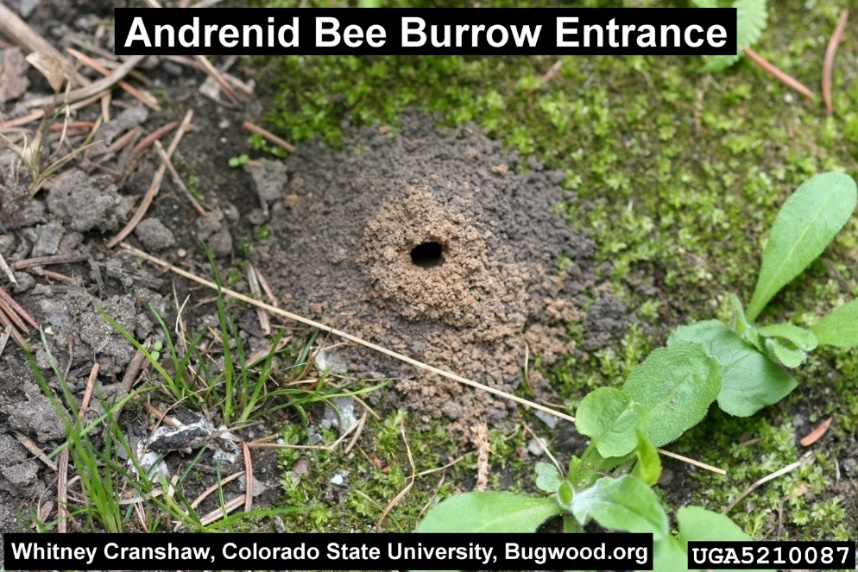 Andrenid Bee Burrow Entrance
Whitney Cranshaw, Colorado State University, Bugwood.org
UGA5210087